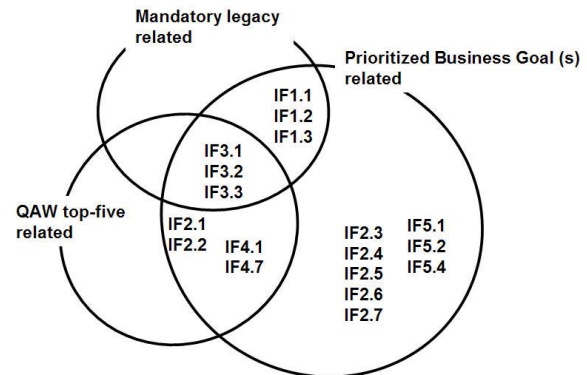 Mandatory legacy
related
Prioritized Business Goal (s)
related
IF1.1
IF1.2
IF1.3
IF3.1
IF3.2
IF3.3
QAW top-five
related
IF2.1
IF2.2
IF4.1
IF4.7
IF2.3
IF2.4
IF2.5
IF2.6
IF2.7
IF5.1
IF5.2
IF5.4